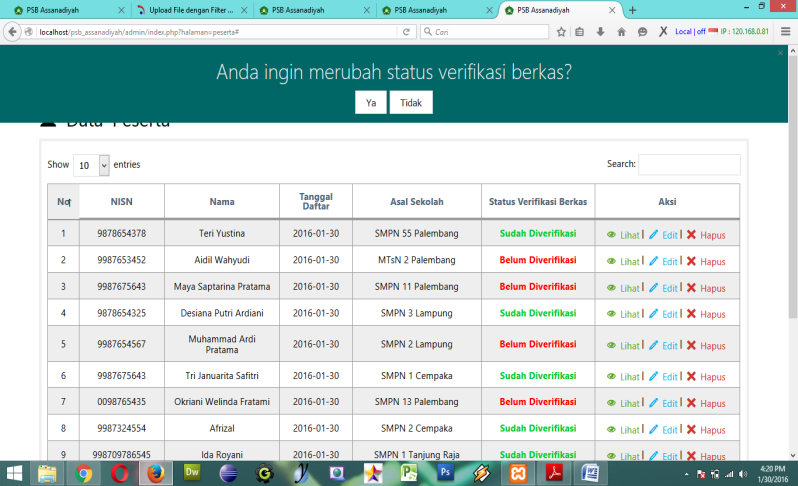 PSB Assanadiyah
Upload File dengan Filter ...
PSB Assanadiyah
PSB Assanadiyah
PSB Assanadiyah
localhost/psb_assanadiyah/admin/index.php?halaman=peserta#
Cari
Local | off IP : 120.168.0.81
Anda ingin merubah status verifikasi berkas?
Ya Tidak
Data Peserta
Show 10 entries
Search:
No NISN Nama Tanggal Daftar Asal Sekolah Status Verifikasi Berkas Aksi
1 9878654378 Teri Yustina 2016-01-30 SMPN 55 Palembang Sudah Diverifikasi Lihat | Edit | Hapus
2 9987653452 Aidil Wahyudi 2016-01-30 MTsN 2 Palembang Belum Diverifikasi Lihat | Edit | Hapus
3 9987675643 Maya Saptarina Pratama 2016-01-30 SMPN 11 Palembang Belum Diverifikasi Lihat | Edit | Hapus
4 9878654325 Desiana Putri Ardiani 2016-01-30 SMPN 3 Lampung Sudah Diverifikasi Lihat | Edit | Hapus
5 9987654567 Muhammad Ardi Pratama 2016-01-30 SMPN 2 Lampung Belum Diverifikasi Lihat | Edit | Hapus
6 9987675643 Tri Januarita Safitri 2016-01-30 SMPN 1 Cempaka Sudah Diverifikasi Lihat | Edit | Hapus
7 0098765435 Okriani Welinda Fratami 2016-01-30 SMPN 13 Palembang Belum Diverifikasi Lihat | Edit | Hapus
8 9987324554 Afrizal 2016-01-30 SMPN 2 Cempaka Sudah Diverifikasi Lihat | Edit | Hapus
9 998709786545 Ida Royani 2016-01-30 SMPN 1 Tanjung Raja Sudah Diverifikasi Lihat | Edit | Hapus
Dw
Ps
4:20 PM
1/30/2016